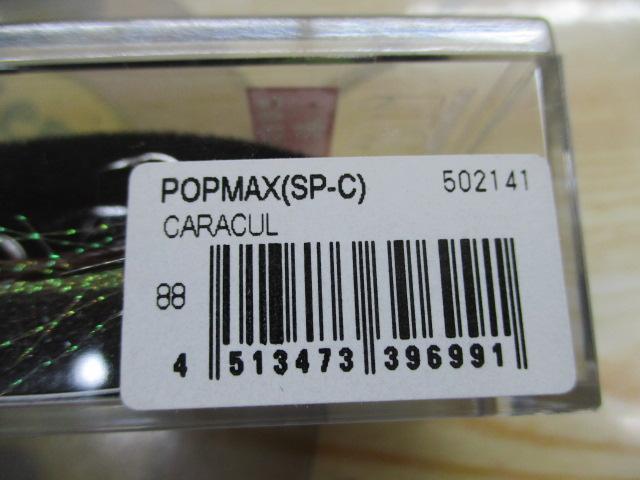 POPMAX(SP-C) 502141
CARACUL
88
4 513473 396991